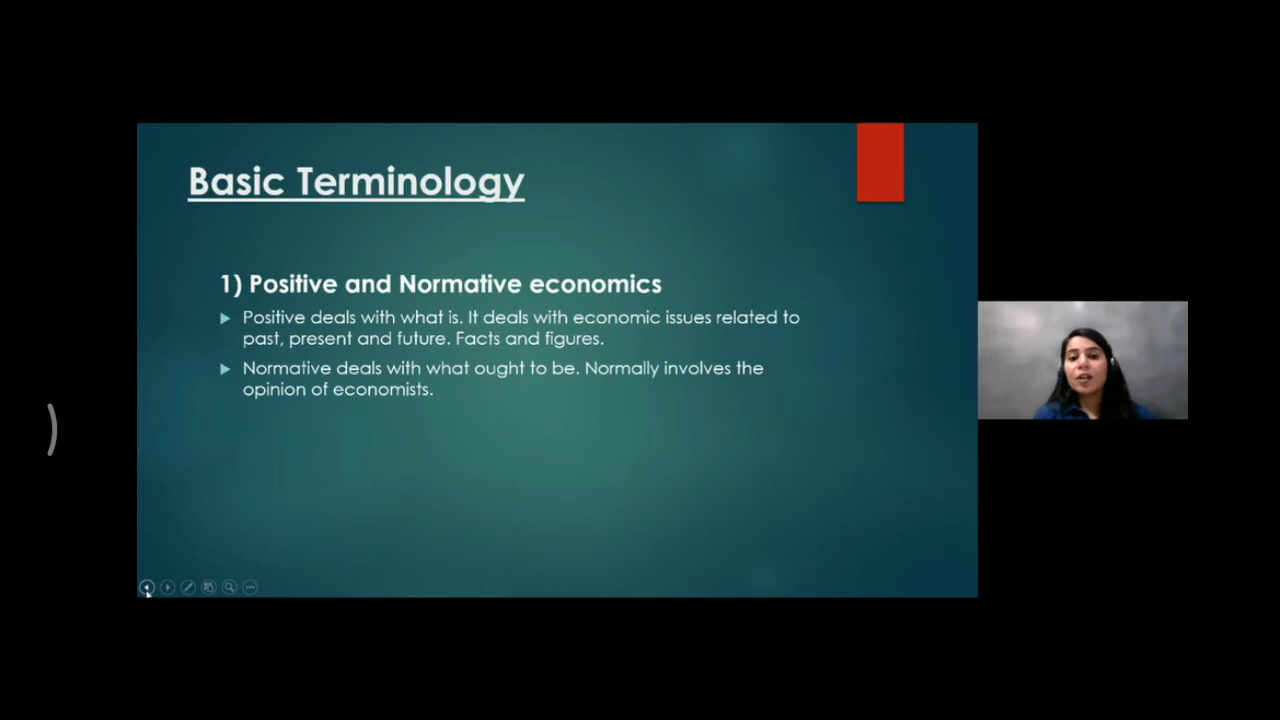 Basic Terminology
1) Positive and Normative economics
Positive deals with what is. It deals with economic issues related to
past, present and future. Facts and figures.
Normative deals with what ought to be. Normally involves the
opinion of economists.